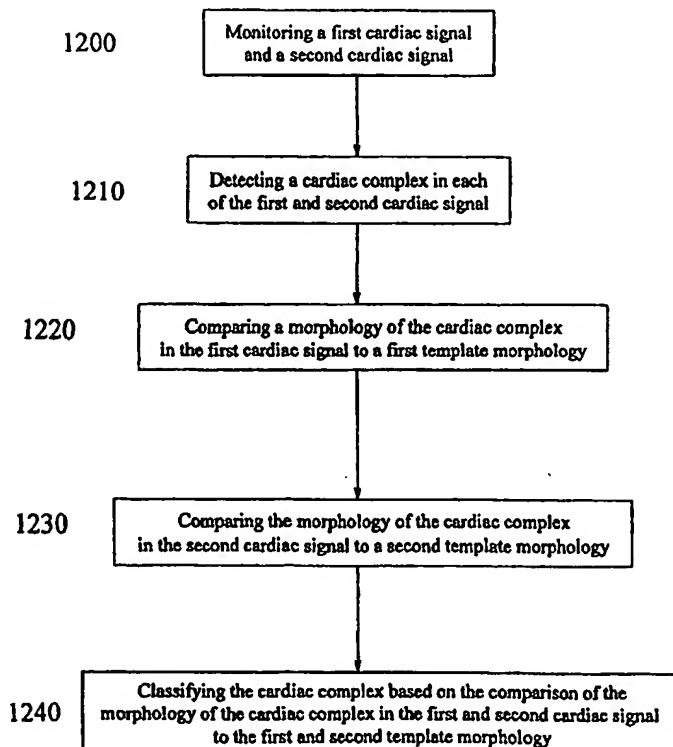 1200
Monitoring a first cardiac signal
and a second cardiac signal
1210
Detecting a cardiac complex in each
of the first and second cardiac signal
1220
Comparing a morphology of the cardiac complex
in the first cardiac signal to a first template morphology
1230
Comparing the morphology of the cardiac complex
in the second cardiac signal to a second template morphology
1240
Classifying the cardiac complex based on the comparison of the
morphology of the cardiac complex in the first and second cardiac signal
to the first and second template morphology